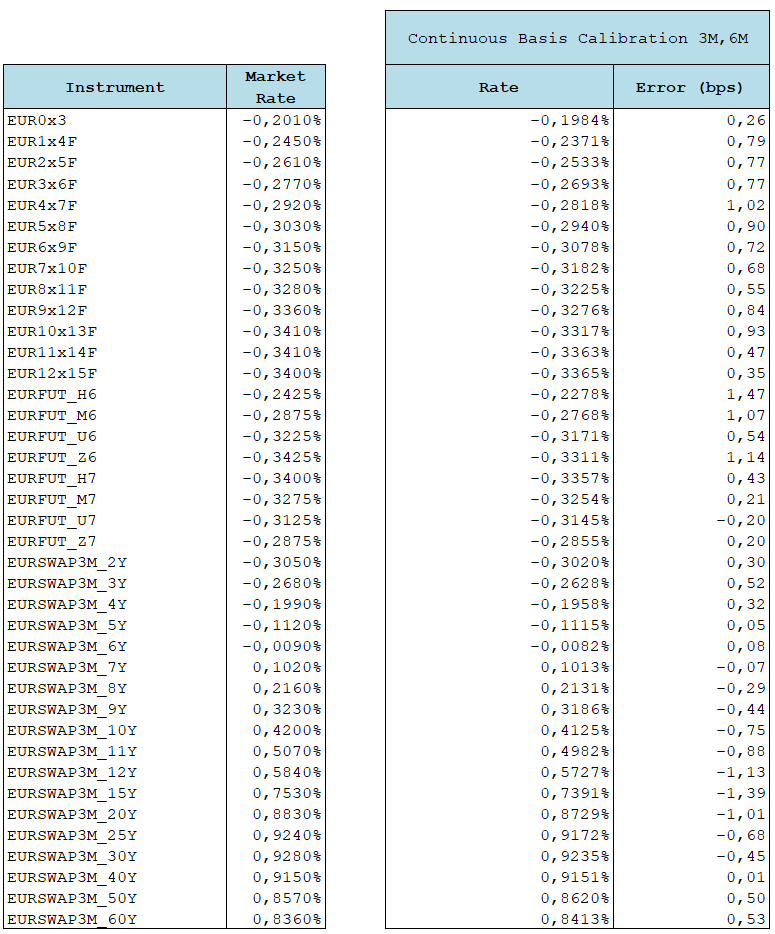 Continuous Basis Calibration 3M,6M
Instrument Market Rate Rate Error (bps)
EUR0x3 -0,2010% -0,1984% 0,26
EUR1x4F -0,2450% -0,2371% 0,79
EUR2x5F -0,2610% -0,2533% 0,77
EUR3x6F -0,2770% -0,2693% 0,77
EUR4x7F -0,2920% -0,2818% 1,02
EUR5x8F -0,3030% -0,2940% 0,90
EUR6x9F -0,3150% -0,3078% 0,72
EUR7x10F -0,3250% -0,3182% 0,68
EUR8x11F -0,3280% -0,3225% 0,55
EUR9x12F -0,3360% -0,3276% 0,84
EUR10x13F -0,3410% -0,3317% 0,93
EUR11x14F -0,3410% -0,3363% 0,47
EUR12x15F -0,3400% -0,3365% 0,35
EURFUT_H6 -0,2425% -0,2278% 1,47
EURFUT_M6 -0,2875% -0,2768% 1,07
EURFUT_U6 -0,3225% -0,3171% 0,54
EURFUT_Z6 -0,3425% -0,3311% 1,14
EURFUT_H7 -0,3400% -0,3357% 0,43
EURFUT_M7 -0,3275% -0,3254% 0,21
EURFUT_U7 -0,3125% -0,3145% -0,20
EURFUT_Z7 -0,2875% -0,2855% 0,20
EURSWAP3M_2Y -0,3050% -0,3020% 0,30
EURSWAP3M_3Y -0,2680% -0,2628% 0,52
EURSWAP3M_4Y -0,1990% -0,1958% 0,32
EURSWAP3M_5Y -0,1120% -0,1115% 0,05
EURSWAP3M_6Y -0,0090% -0,0082% 0,08
EURSWAP3M_7Y 0,1020% 0,1013% -0,07
EURSWAP3M_8Y 0,2160% 0,2131% -0,29
EURSWAP3M_9Y 0,3230% 0,3186% -0,44
EURSWAP3M_10Y 0,4200% 0,4125% -0,75
EURSWAP3M_11Y 0,5070% 0,4982% -0,88
EURSWAP3M_12Y 0,5840% 0,5727% -1,13
EURSWAP3M_15Y 0,7530% 0,7391% -1,39
EURSWAP3M_20Y 0,8830% 0,8729% -1,01
EURSWAP3M_25Y 0,9240% 0,9172% -0,68
EURSWAP3M_30Y 0,9280% 0,9235% -0,45
EURSWAP3M_40Y 0,9150% 0,9151% 0,01
EURSWAP3M_50Y 0,8570% 0,8620% 0,50
EURSWAP3M_60Y 0,8360% 0,8413% 0,53